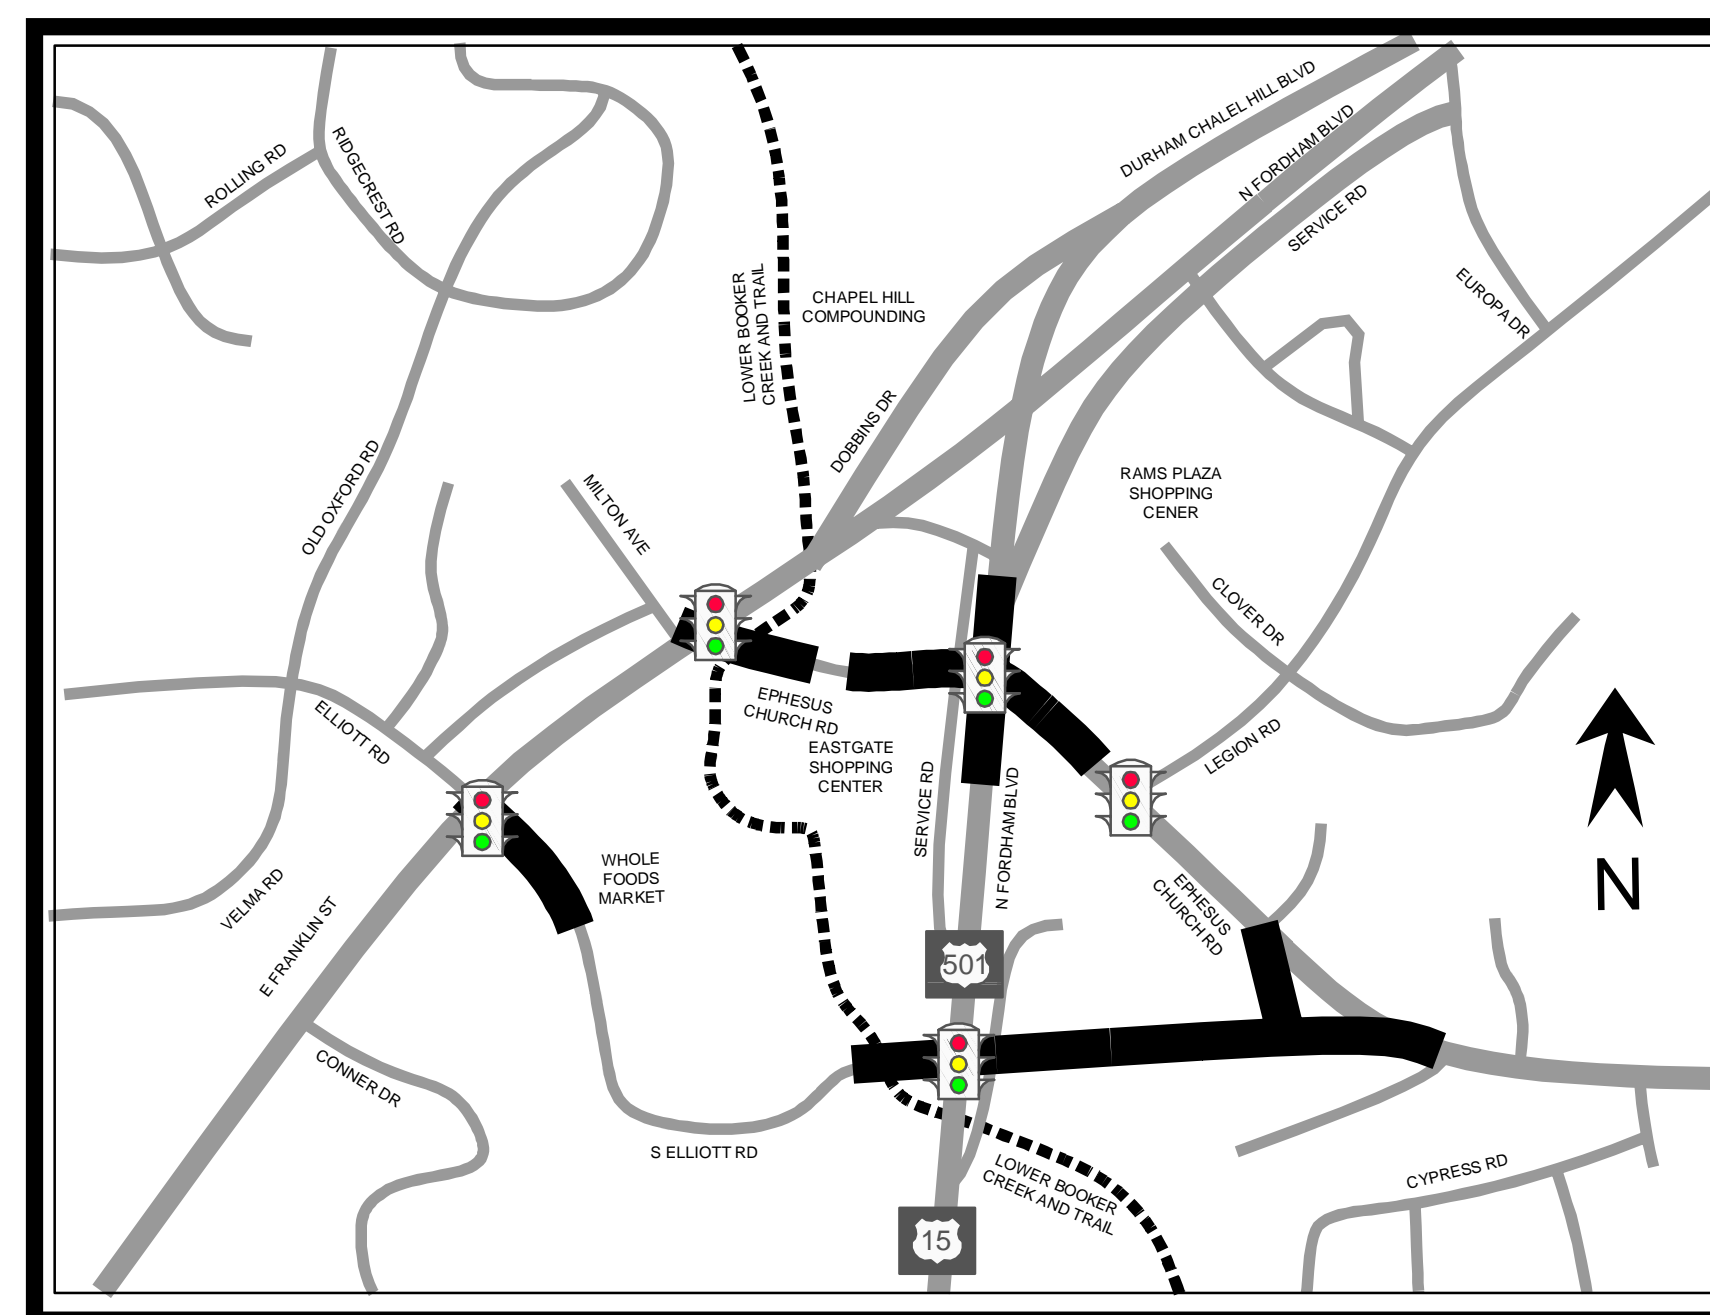 DURHAM CHALEL HILL BLVD
N FORDHAM BLVD
SERVICE RD
ROLLING RD
RIDGECREST RD
EUROPA DR
LOWER BOOKER
CREEK AND TRAIL
CHAPEL HILL
COMPOUNDING
DOBBINS DR
OLD OXFORD RD
MILTON AVE
RAMS PLAZA
SHOPPING
CENER
CLOVER DR
ELLIOTT RD
EPHESUS
CHURCH RD
EASTGATE
SHOPPING
CENTER
SERVICE RD
N FORDHAM BLVD
LEGION RD
WHOLE
FOODS
MARKET
VELMA RD
E FRANKLIN ST
EPHESUS
CHURCH RD
N
501
CONNER DR
S ELLIOTT RD
LOWER BOOKER
CREEK AND TRAIL
CYPRESS RD
15